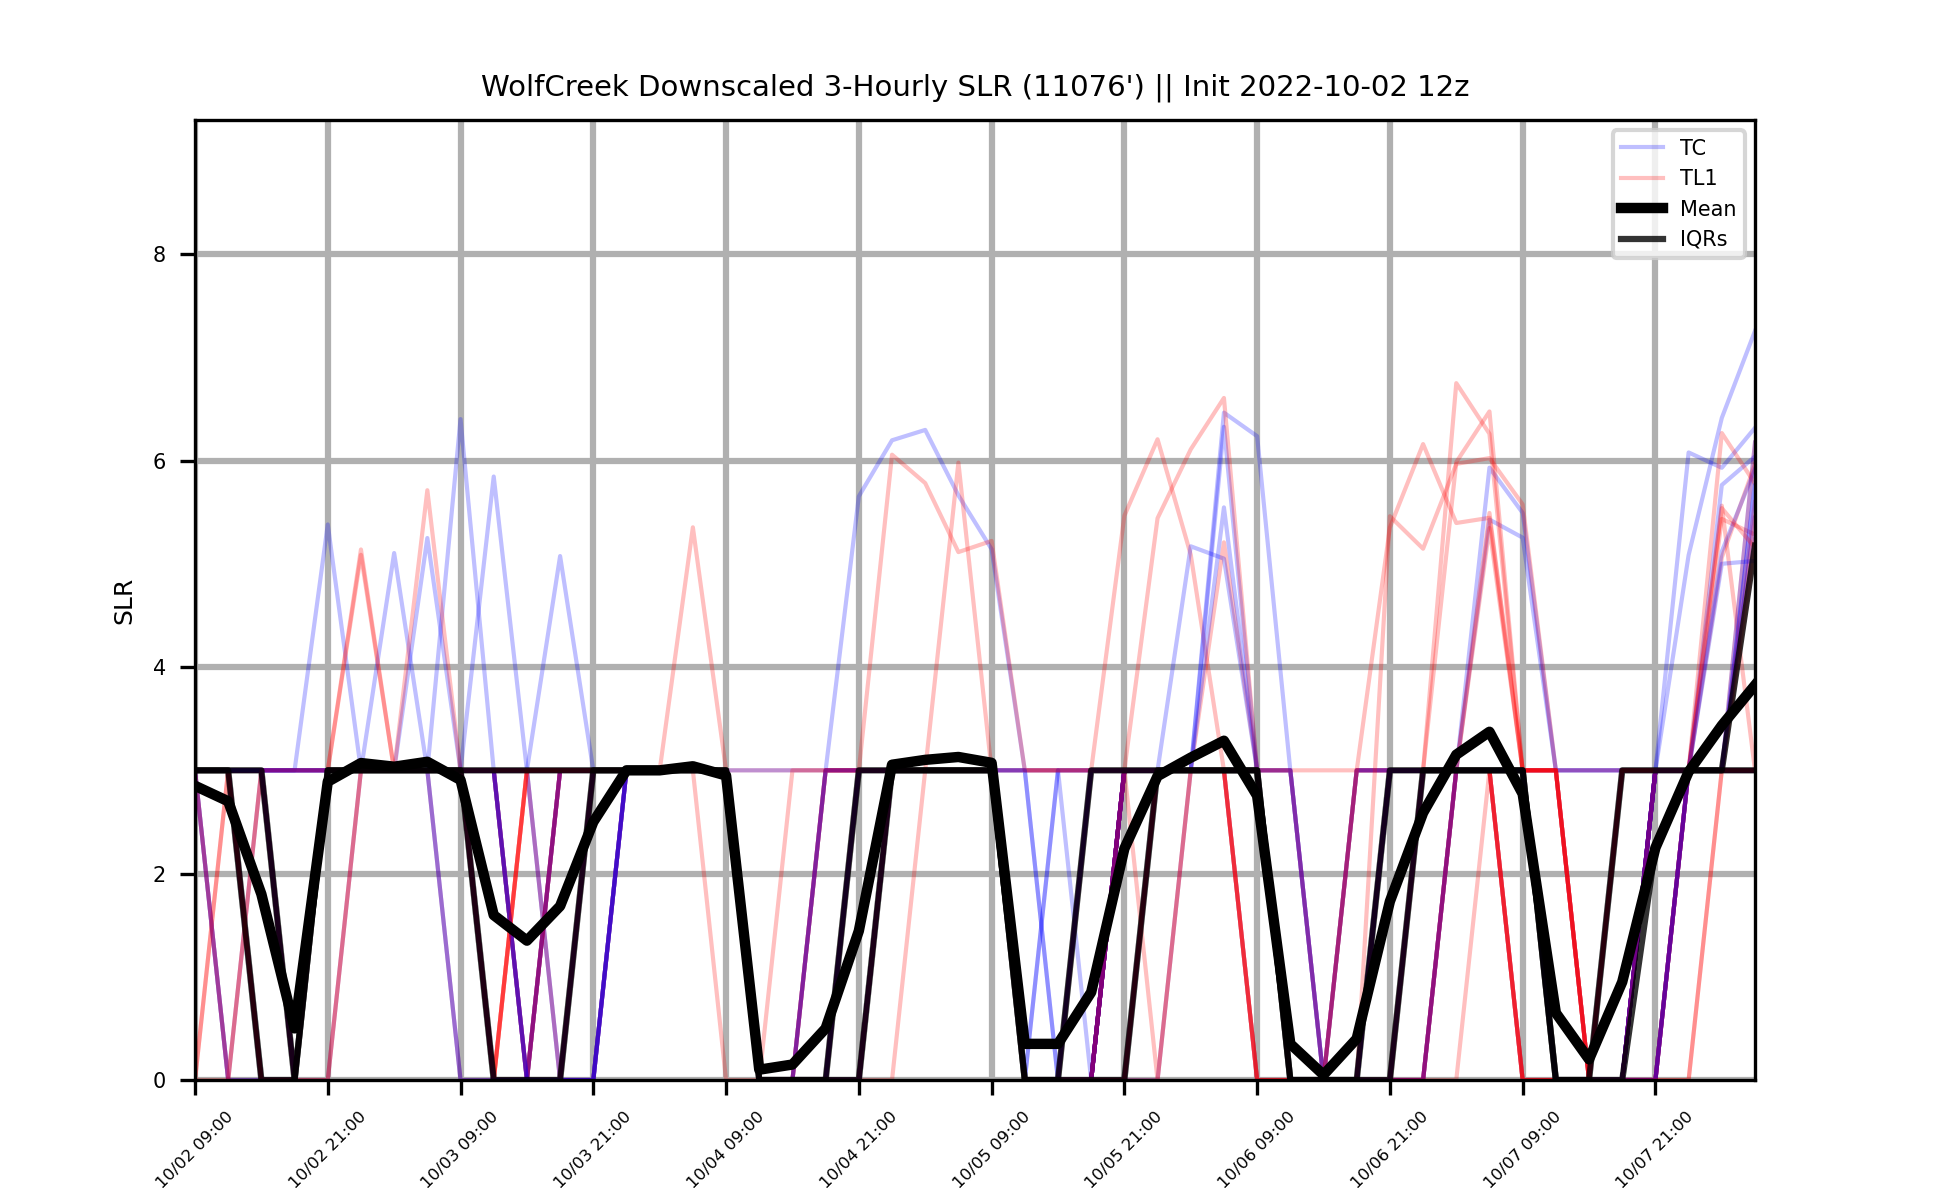 WolfCreek Downscaled 3-Hourly SLR (11076') || Init 2022-10-02 12z
TC
TL1
Mean
IQRs
SLR
8
6
4
2
0
10/02 09:00
10/02 21:00
10/03 09:00
10/03 21:00
10/04 09:00
10/04 21:00
10/05 09:00
10/05 21:00
10/06 09:00
10/06 21:00
10/07 09:00
10/07 21:00